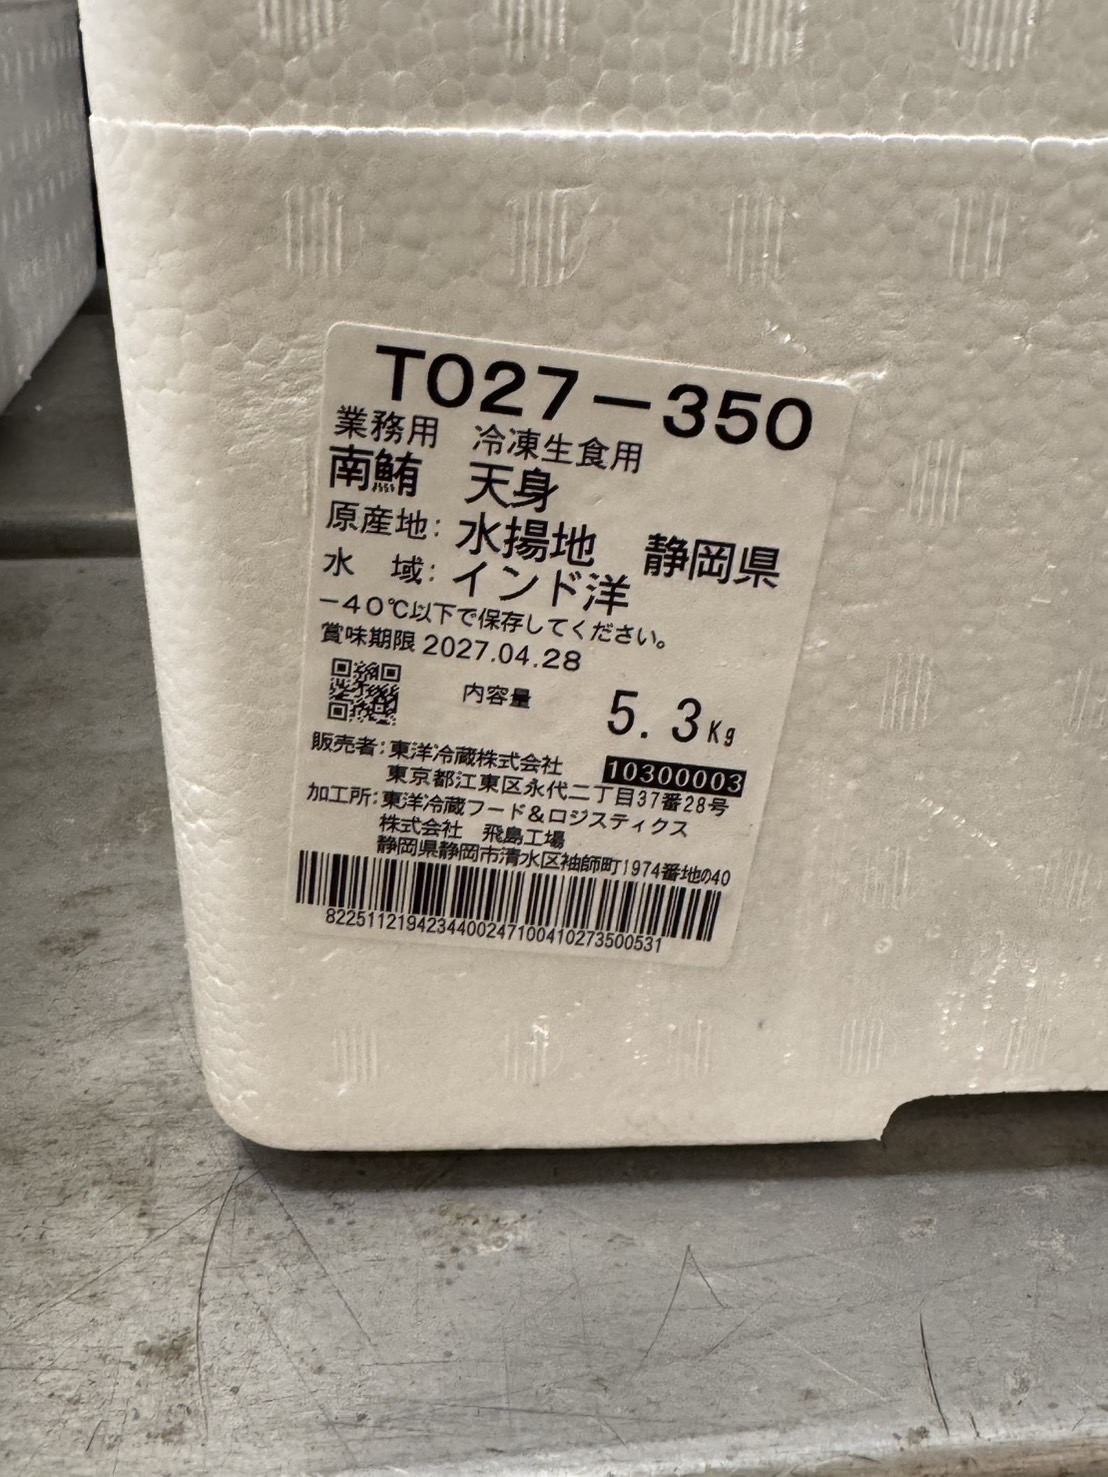 T027-350
業務用 冷凍生食用
南鮪 天身
原産地: 水揚地 静岡県
水 域: インド洋
-40℃以下で保存してください。
賞味期限 2027.04.28
内容量 5.3Kg
販売者: 東洋冷蔵株式会社 10300003
東京都江東区永代二丁目37番28号
加工所: 東洋冷蔵フード&ロジスティクス
株式会社 飛島工場
静岡県静岡市清水区袖師町1974番地の40
8225112194234400247100410273500531